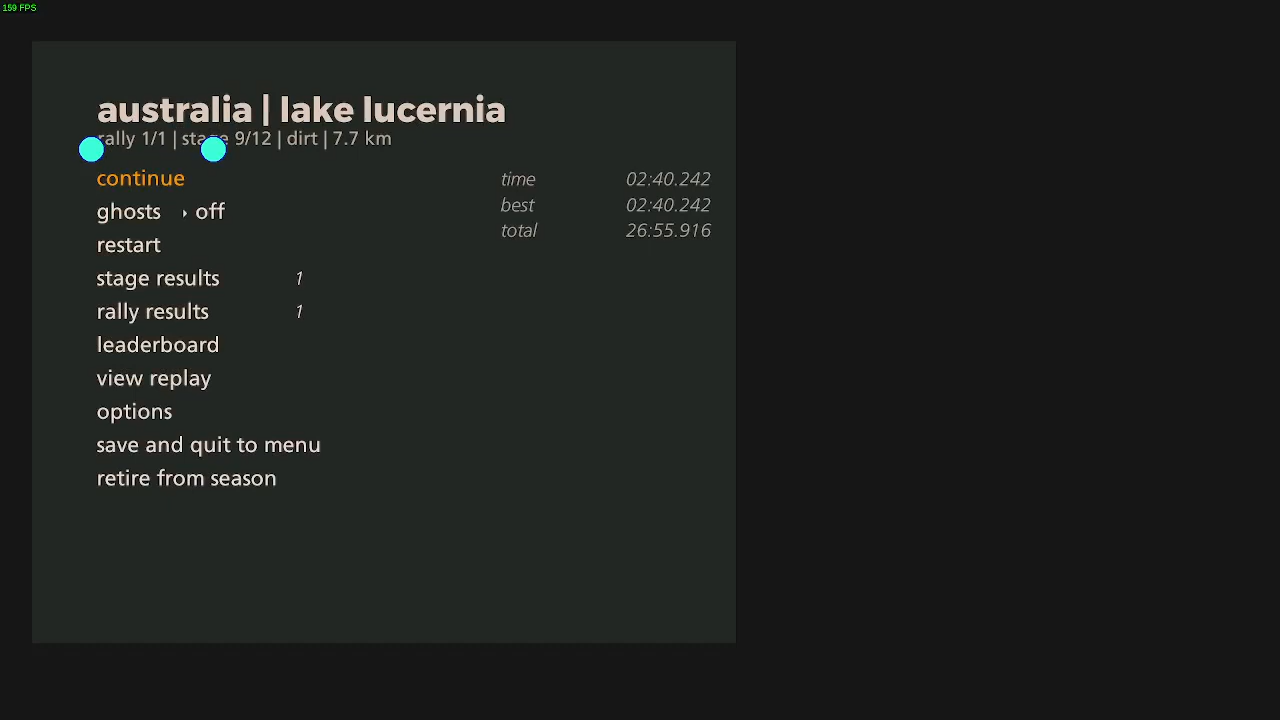 159 FPS
australia | lake lucernia
rally 1/1 | stage 9/12 | dirt | 7.7 km
continue
time 02:40.242
ghosts ‣ off
best 02:40.242
restart
total 26:55.916
stage results 1
rally results 1
leaderboard
view replay
options
save and quit to menu
retire from season